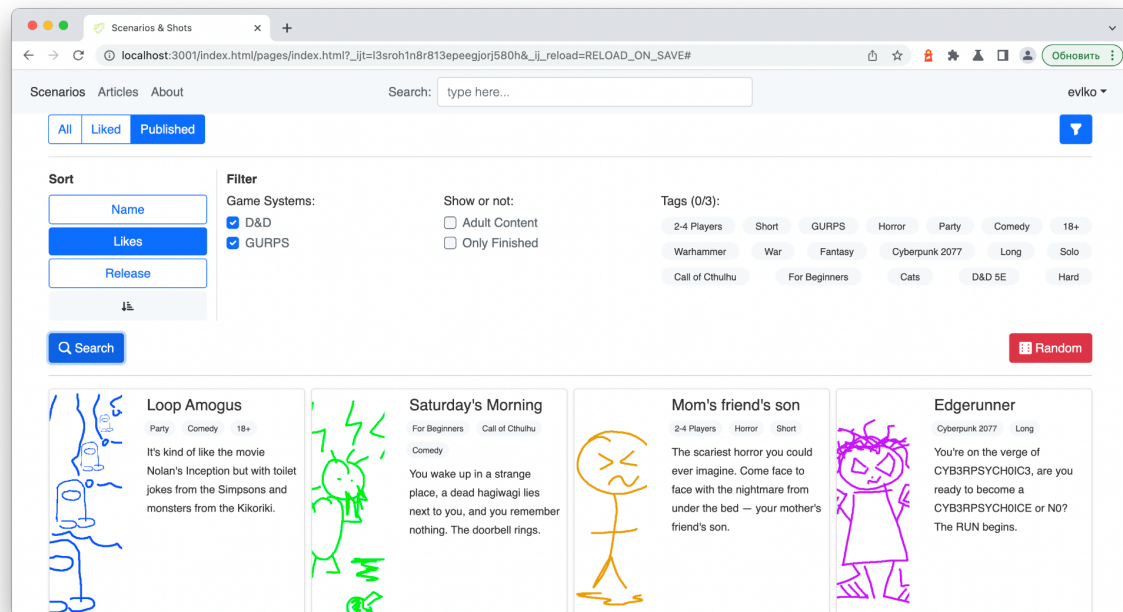 Scenarios & Shots
localhost:3001/index.html/pages/index.html?_ijt=l3sroh1n8r813epeegjorj580h&_ij_reload=RELOAD_ON_SAVE#
Обновить
Scenarios Articles About Search: type here... evlko
All Liked Published
Sort
Name
Likes
Release
Filter
Game Systems:
D&D
GURPS
Show or not:
Adult Content
Only Finished
Tags (0/3):
2-4 Players Short GURPS Horror Party Comedy 18+
Warhammer War Fantasy Cyberpunk 2077 Long Solo
Call of Cthulhu For Beginners Cats D&D 5E Hard
Search
Random
Loop Amogus
Party Comedy 18+
It's kind of like the movie
Nolan's Inception but with toilet
jokes from the Simpsons and
monsters from the Kikoriki.
Saturday's Morning
For Beginners Call of Cthulhu
Comedy
You wake up in a strange
place, a dead hagiwagi lies
next to you, and you remember
nothing. The doorbell rings.
Mom's friend's son
2-4 Players Horror Short
The scariest horror you could
ever imagine. Come face to
face with the nightmare from
under the bed — your mother's
friend's son.
Edgerunner
Cyberpunk 2077 Long
You're on the verge of
CYB3RPSYCH0IC3, are you
ready to become a
CYB3RPSYCH0ICE or N0?
The RUN begins.